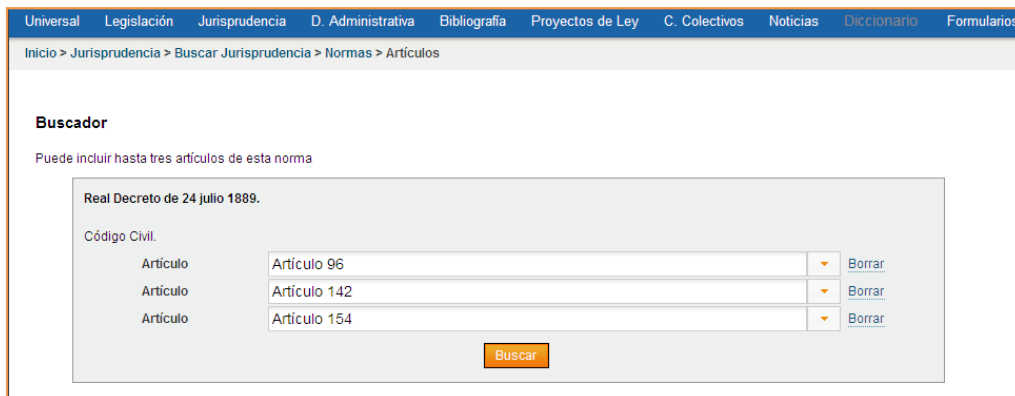 Universal Legislación Jurisprudencia D. Administrativa Bibliografía Proyectos de Ley C. Colectivos Noticias Diccionario Formularios
Inicio > Jurisprudencia > Buscar Jurisprudencia > Normas > Artículos
Buscador
Puede incluir hasta tres artículos de esta norma
Real Decreto de 24 julio 1889.
Código Civil.
Artículo Artículo 96 Borrar
Artículo Artículo 142 Borrar
Artículo Artículo 154 Borrar
Buscar